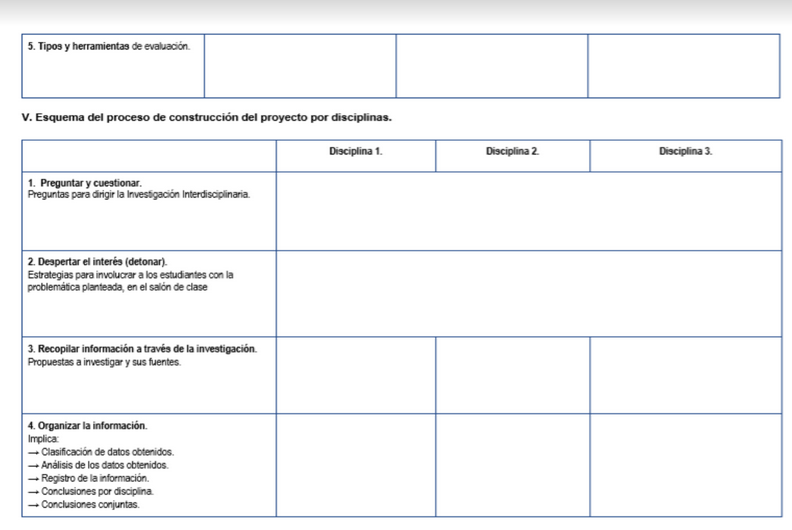 5. Tipos y herramientas de evaluación.
V. Esquema del proceso de construcción del proyecto por disciplinas.
Disciplina 1.
Disciplina 2.
Disciplina 3.
1. Preguntar y cuestionar.
Preguntas para dirigir la Investigación Interdisciplinaria.
2. Despertar el interés (detonar).
Estrategias para involucrar a los estudiantes con la
problemática planteada, en el salón de clase
3. Recopilar información a través de la investigación.
Propuestas a investigar y sus fuentes.
4. Organizar la información.
Implica:
→ Clasificación de datos obtenidos.
→ Análisis de los datos obtenidos.
→ Registro de la información.
→ Conclusiones por disciplina.
→ Conclusiones conjuntas.